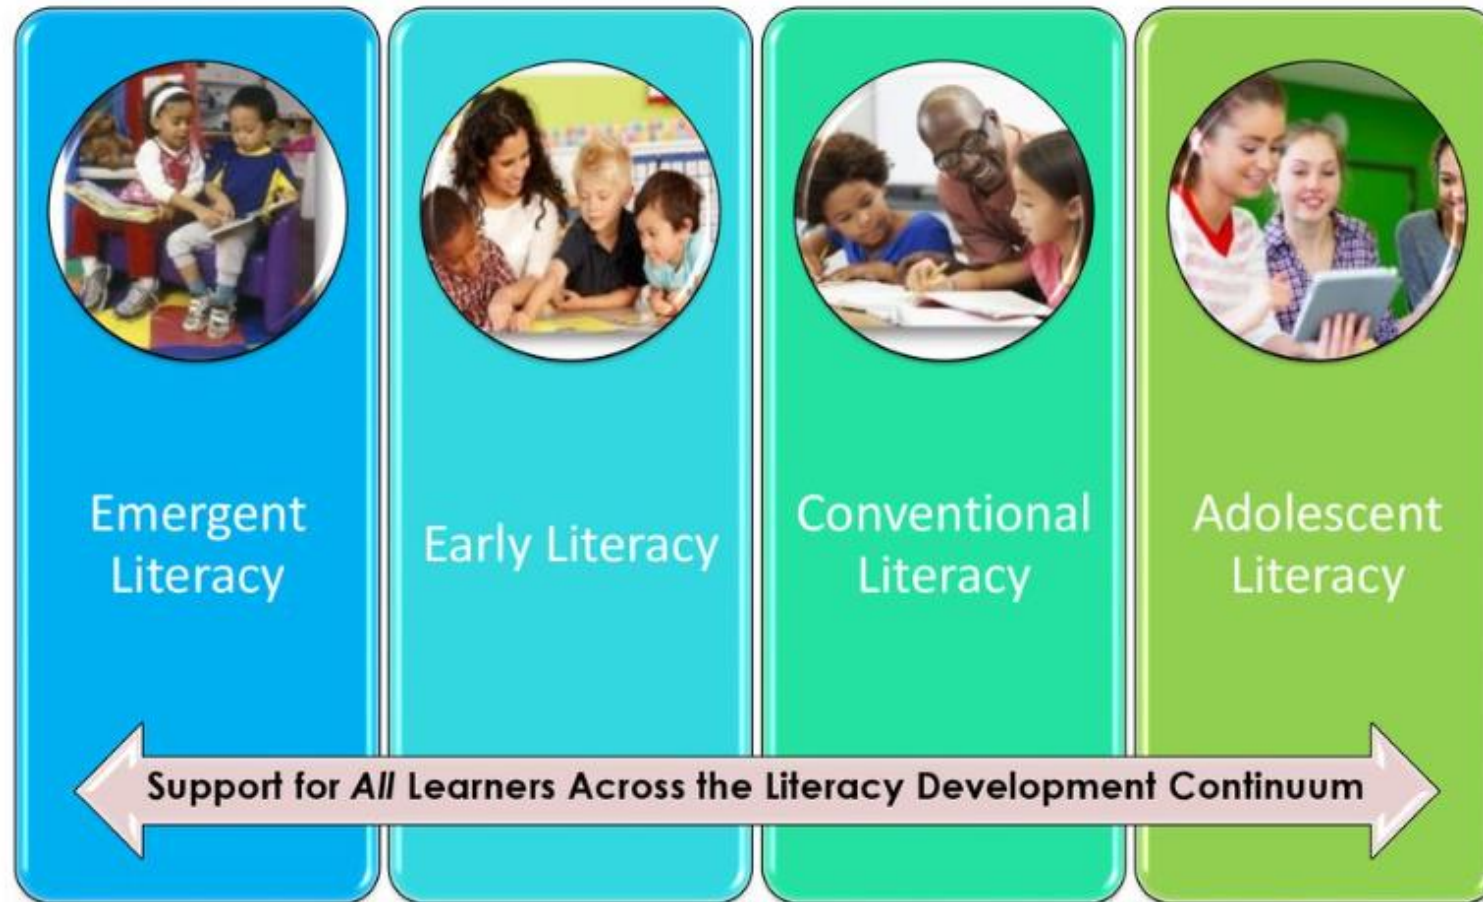 Emergent
Literacy
Early Literacy
Conventional
Literacy
Adolescent
Literacy
Support for All Learners Across the Literacy Development Continuum